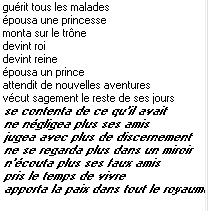 guérit tous les malades
épousa une princesse
monta sur le trône
devint roi
devint reine
épousa un prince
attendit de nouvelles aventures
vécut sagement le reste de ses jours
se contenta de ce qu'il avait
ne négligea plus ses amis
jugea avec plus de discernement
ne se regarda plus dans un miroir
n'écouta plus ses faux amis
prit le temps de vivre
apporta la paix dans tout le royaum